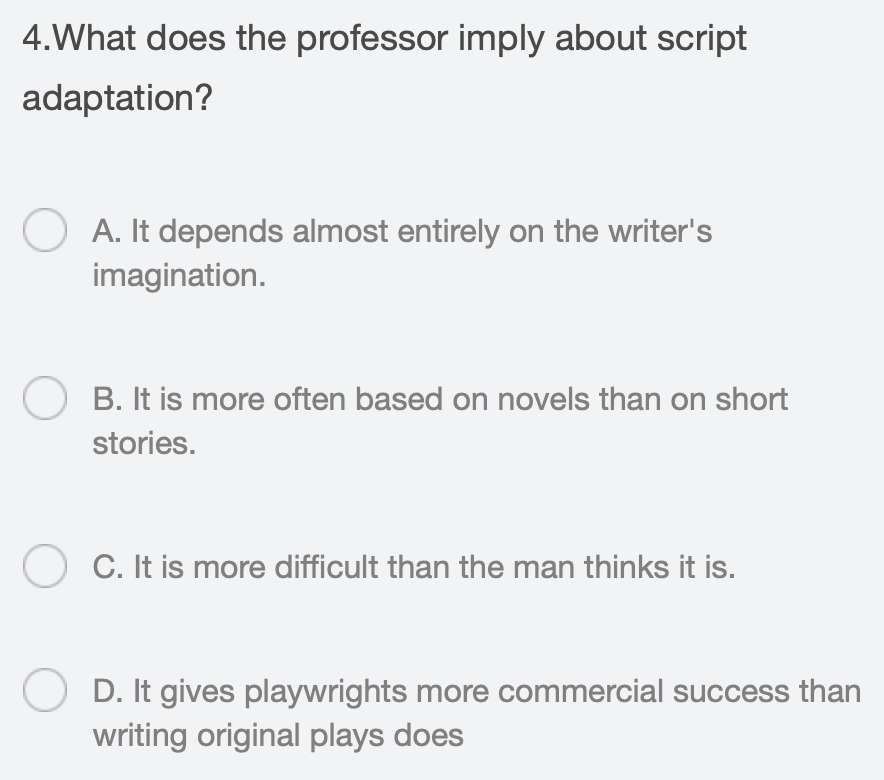 4.What does the professor imply about script
adaptation?
A. It depends almost entirely on the writer's
imagination.
B. It is more often based on novels than on short
stories.
C. It is more difficult than the man thinks it is.
D. It gives playwrights more commercial success than
writing original plays does